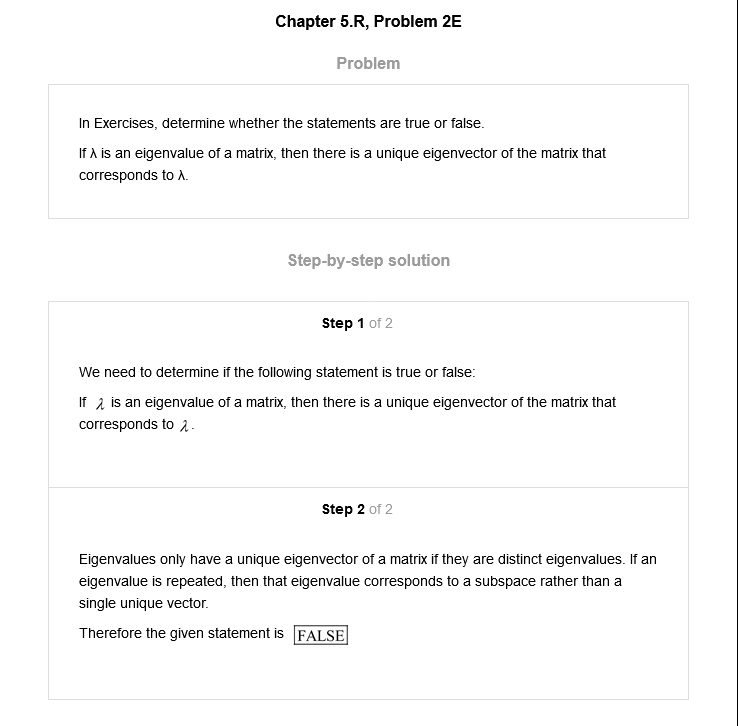 Chapter 5.R, Problem 2E
Problem
In Exercises, determine whether the statements are true or false.
If λ is an eigenvalue of a matrix, then there is a unique eigenvector of the matrix that
corresponds to λ.
Step-by-step solution
Step 1 of 2
We need to determine if the following statement is true or false:
If λ is an eigenvalue of a matrix, then there is a unique eigenvector of the matrix that
corresponds to λ.
Step 2 of 2
Eigenvalues only have a unique eigenvector of a matrix if they are distinct eigenvalues. If an
eigenvalue is repeated, then that eigenvalue corresponds to a subspace rather than a
single unique vector.
Therefore the given statement is FALSE